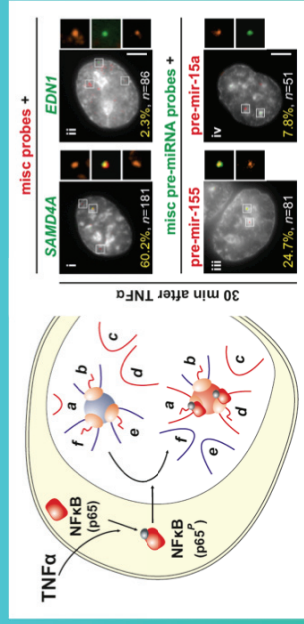 TNFα
NFκB
(p65)
NFκB
(p65P)
a
b
c
d
e
f
a
b
c
d
e
f
30 min after TNFα
misc probes +
SAMD4A
EDN1
i
60.2%, n=181
ii
2.3%, n=86
misc pre-miRNA probes +
pre-mir-155
pre-mir-15a
iii
24.7%, n=81
iv
7.8%, n=51